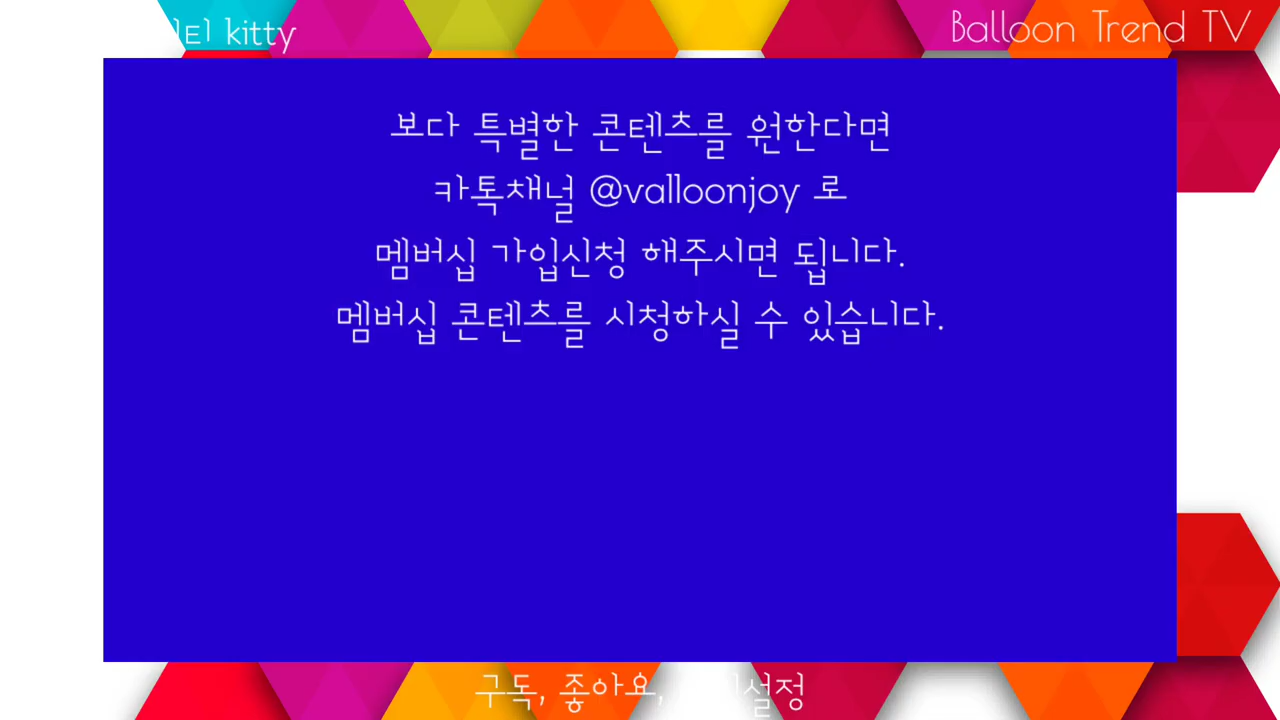 kitty
Balloon Trend TV
보다 특별한 콘텐츠를 원한다면
카톡채널 @valloonjoy 로
멤버십 가입신청 해주시면 됩니다.
멤버십 콘텐츠를 시청하실 수 있습니다.
구독, 좋아요,